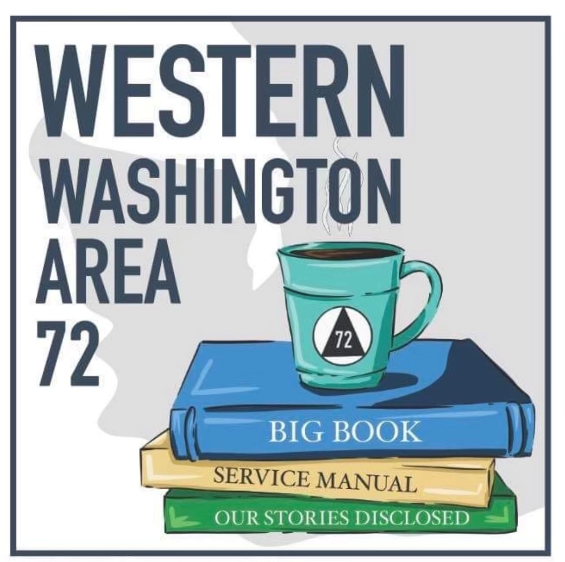 WESTERN
WASHINGTON
AREA
72
72
BIG BOOK
SERVICE MANUAL
OUR STORIES DISCLOSED